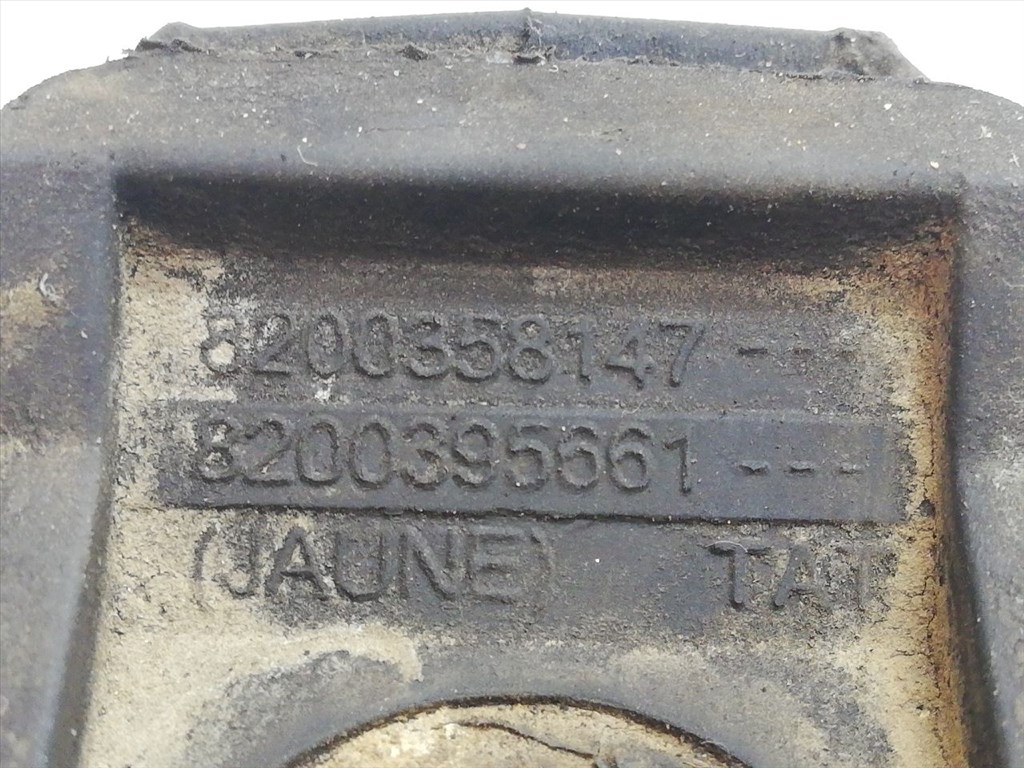 8200358147 ---
8200395661 ---
(JAUNE) TAT